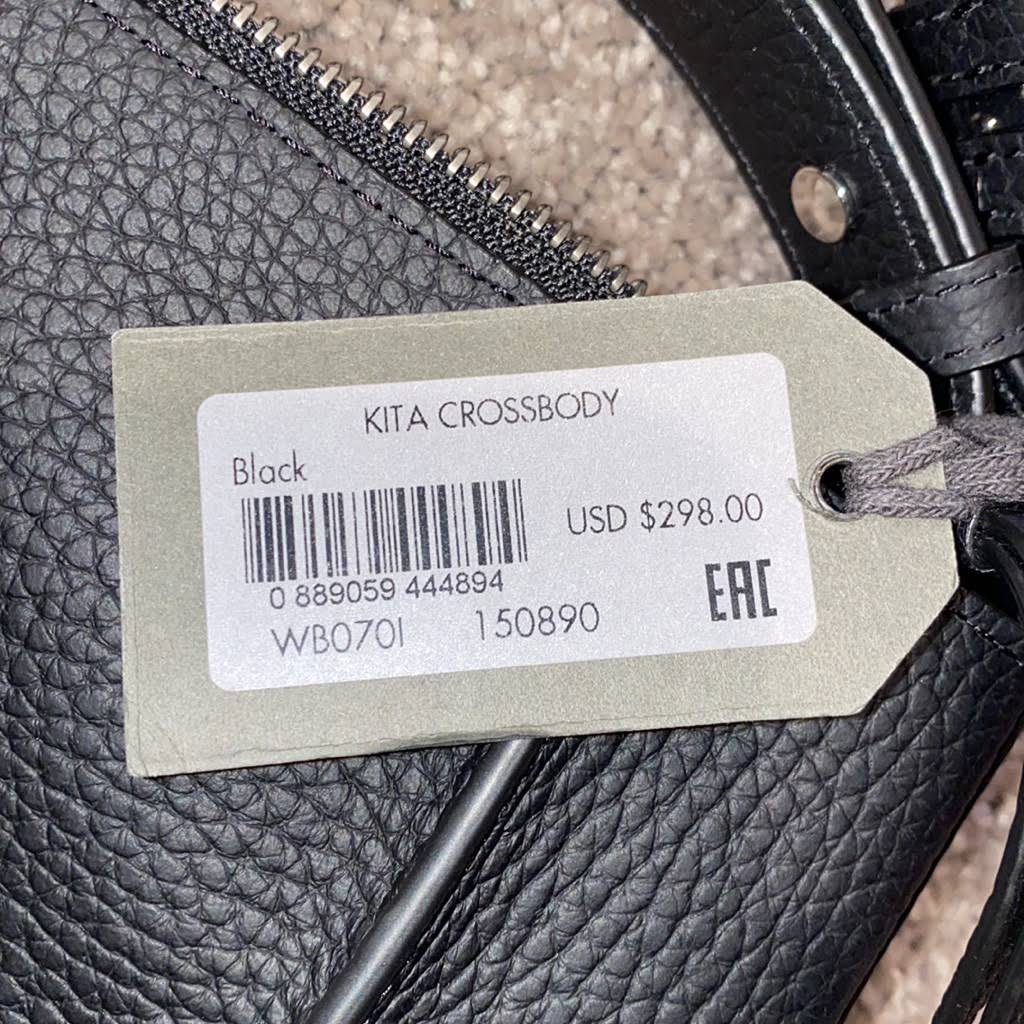 KITA CROSSBODY
Black
USD $298.00
0 889059 444894
WB070I 150890
EAC